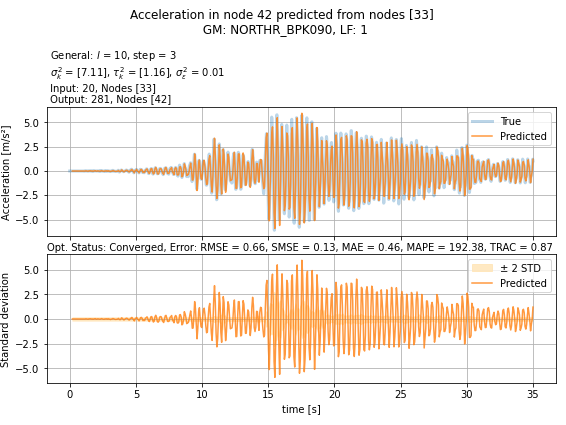 Acceleration in node 42 predicted from nodes [33]
GM: NORTHR_BPK090, LF: 1
General: l = 10, step = 3
σ²ₖ = [7.11], τ²ₖ = [1.16], σ²ε = 0.01
Input: 20, Nodes [33]
Output: 281, Nodes [42]
Acceleration [m/s²]
5.0
2.5
0.0
−2.5
−5.0
True
Predicted
Opt. Status: Converged, Error: RMSE = 0.66, SMSE = 0.13, MAE = 0.46, MAPE = 192.38, TRAC = 0.87
Standard deviation
5.0
2.5
0.0
−2.5
−5.0
± 2 STD
Predicted
0 5 10 15 20 25 30 35
time [s]